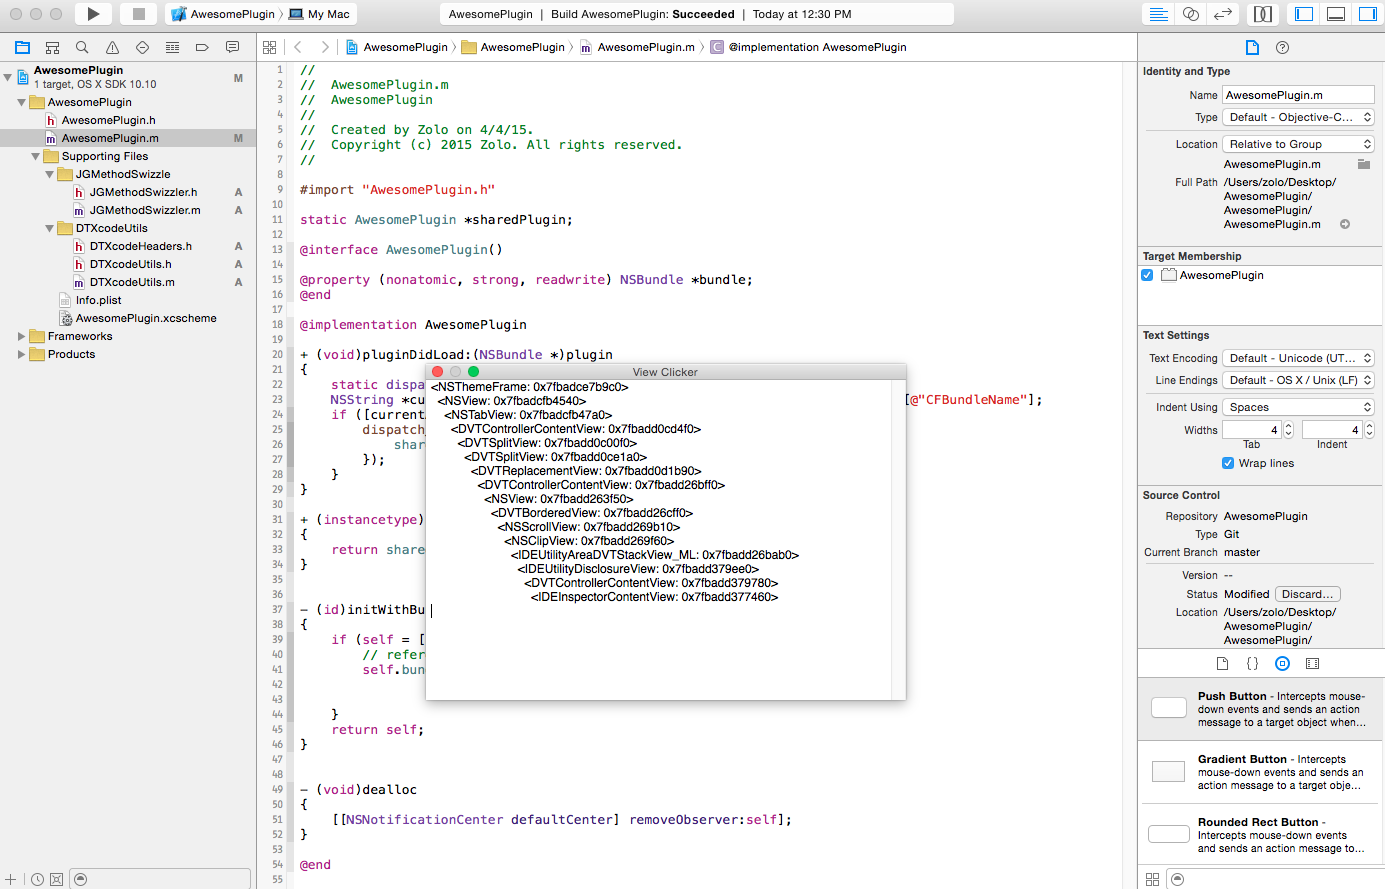 AwesomePlugin My Mac
AwesomePlugin | Build AwesomePlugin: Succeeded | Today at 12:30 PM
AwesomePlugin
1 target, OS X SDK 10.10
M
AwesomePlugin
AwesomePlugin.h
AwesomePlugin.m M
Supporting Files
JGMethodSwizzle
JGMethodSwizzler.h A
JGMethodSwizzler.m A
DTXcodeUtils
DTXcodeHeaders.h A
DTXcodeUtils.h A
DTXcodeUtils.m A
Info.plist
AwesomePlugin.xcscheme
Frameworks
Products
AwesomePlugin AwesomePlugin AwesomePlugin.m @implementation AwesomePlugin
1 //
2 // AwesomePlugin.m
3 // AwesomePlugin
4 //
5 // Created by Zolo on 4/4/15.
6 // Copyright (c) 2015 Zolo. All rights reserved.
7 //
8
9 #import "AwesomePlugin.h"
10
11 static AwesomePlugin *sharedPlugin;
12
13 @interface AwesomePlugin()
14
15 @property (nonatomic, strong, readwrite) NSBundle *bundle;
16 @end
17
18 @implementation AwesomePlugin
19
20 + (void)pluginDidLoad:(NSBundle *)plugin
21 {
22 static dispa
23 NSString *cu [@"CFBundleName"];
24 if ([current
25 dispatch
26 shar
27 });
28 }
29 }
30
31 + (instancetype)
32 {
33 return share
34 }
35
36
37 - (id)initWithBu
38 {
39 if (self = [
40 // refer
41 self.bun
42
43
44 }
45 return self;
46 }
47
48
49 - (void)dealloc
50 {
51 [[NSNotificationCenter defaultCenter] removeObserver:self];
52 }
53
54 @end
55
View Clicker
<NSThemeFrame: 0x7fbadce7b9c0>
<NSView: 0x7fbadcfb4540>
<NSTabView: 0x7fbadcfb47a0>
<DVTControllerContentView: 0x7fbadd0cd4f0>
<DVTSplitView: 0x7fbadd0c00f0>
<DVTSplitView: 0x7fbadd0ce1a0>
<DVTReplacementView: 0x7fbadd0d1b90>
<DVTControllerContentView: 0x7fbadd26bff0>
<NSView: 0x7fbadd263f50>
<DVTBorderedView: 0x7fbadd26cff0>
<NSScrollView: 0x7fbadd269b10>
<NSClipView: 0x7fbadd269f60>
<IDEUtilityAreaDVTStackView_ML: 0x7fbadd26bab0>
<IDEUtilityDisclosureView: 0x7fbadd379ee0>
<DVTControllerContentView: 0x7fbadd379780>
<IDEInspectorContentView: 0x7fbadd377460>
Identity and Type
Name AwesomePlugin.m
Type Default - Objective-C...
Location Relative to Group
AwesomePlugin.m
Full Path /Users/zolo/Desktop/
AwesomePlugin/
AwesomePlugin/
AwesomePlugin.m
Target Membership
AwesomePlugin
Text Settings
Text Encoding Default - Unicode (UT...
Line Endings Default - OS X / Unix (LF)
Indent Using Spaces
Widths 4 4
Tab Indent
Wrap lines
Source Control
Repository AwesomePlugin
Type Git
Current Branch master
Version --
Status Modified Discard...
Location /Users/zolo/Desktop/
AwesomePlugin/
AwesomePlugin/
{}
Push Button - Intercepts mouse-
down events and sends an action
message to a target object when...
Gradient Button - Intercepts
mouse-down events and sends an
action message to a target obje...
Rounded Rect Button -
Intercepts mouse-down events
and sends an action message to...